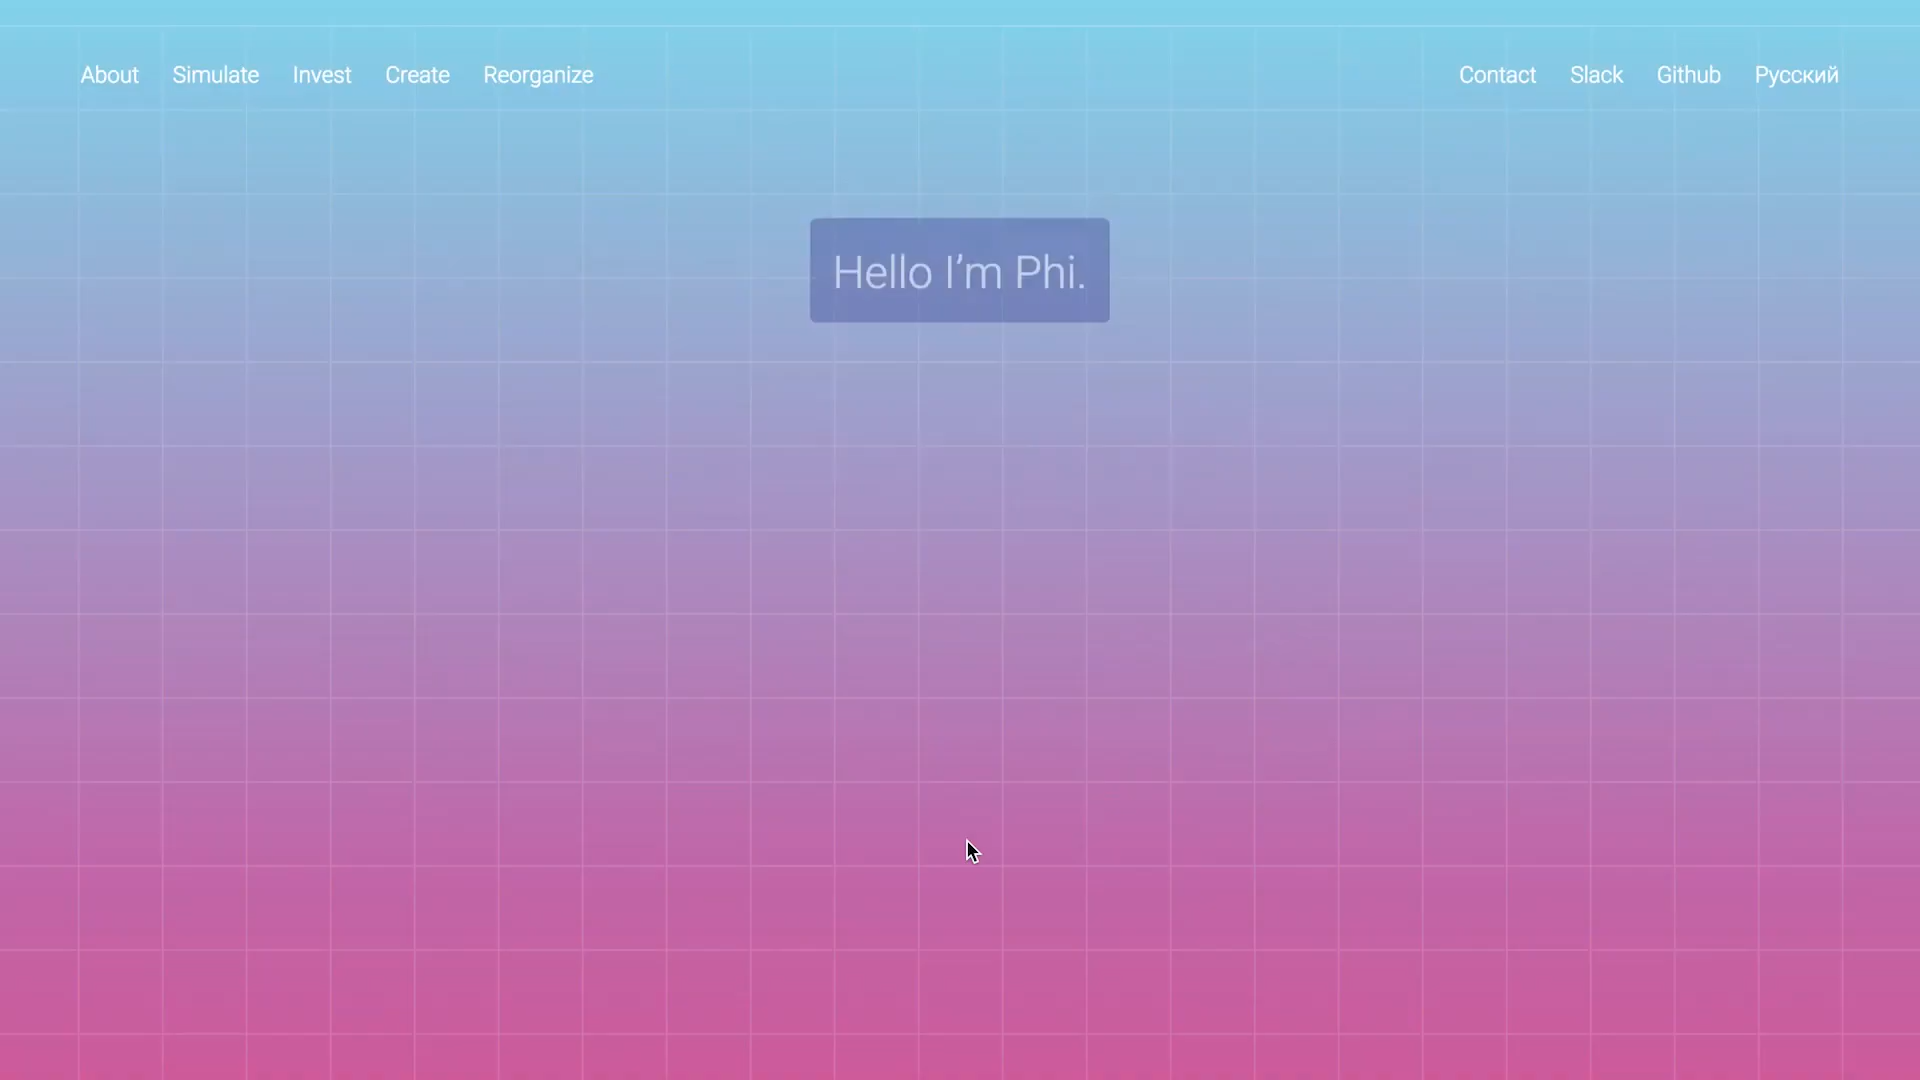 About Simulate Invest Create Reorganize Contact Slack Github Русский
Hello I’m Phi.